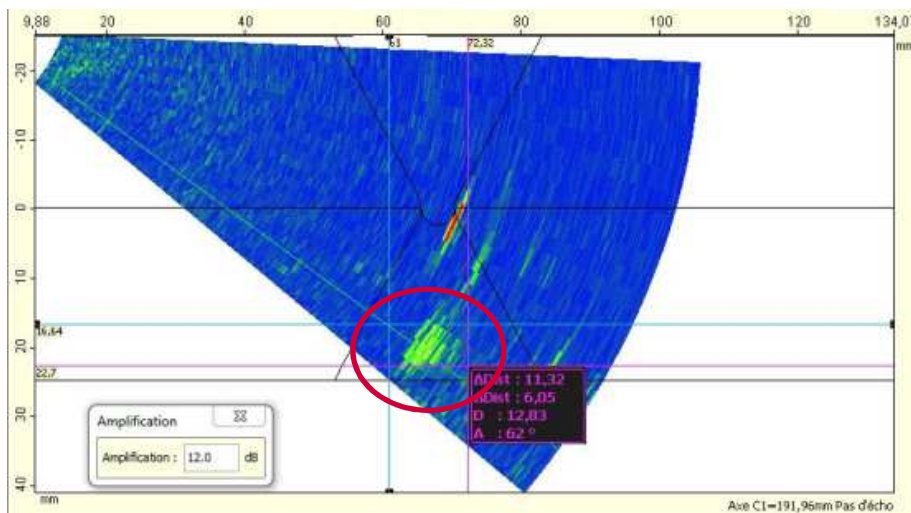 9,88 20 40 60 80 100 120 134,0
mm
61 72,32
-20
-10
0
10
16,64
20
22,7
30
40
mm
ΔDist : 11,32
ΔDist : 6,05
D : 12,83
A : 62 °
Amplification
Amplification : 12.0 dB
Axe C1=191,96mm Pas d'écho